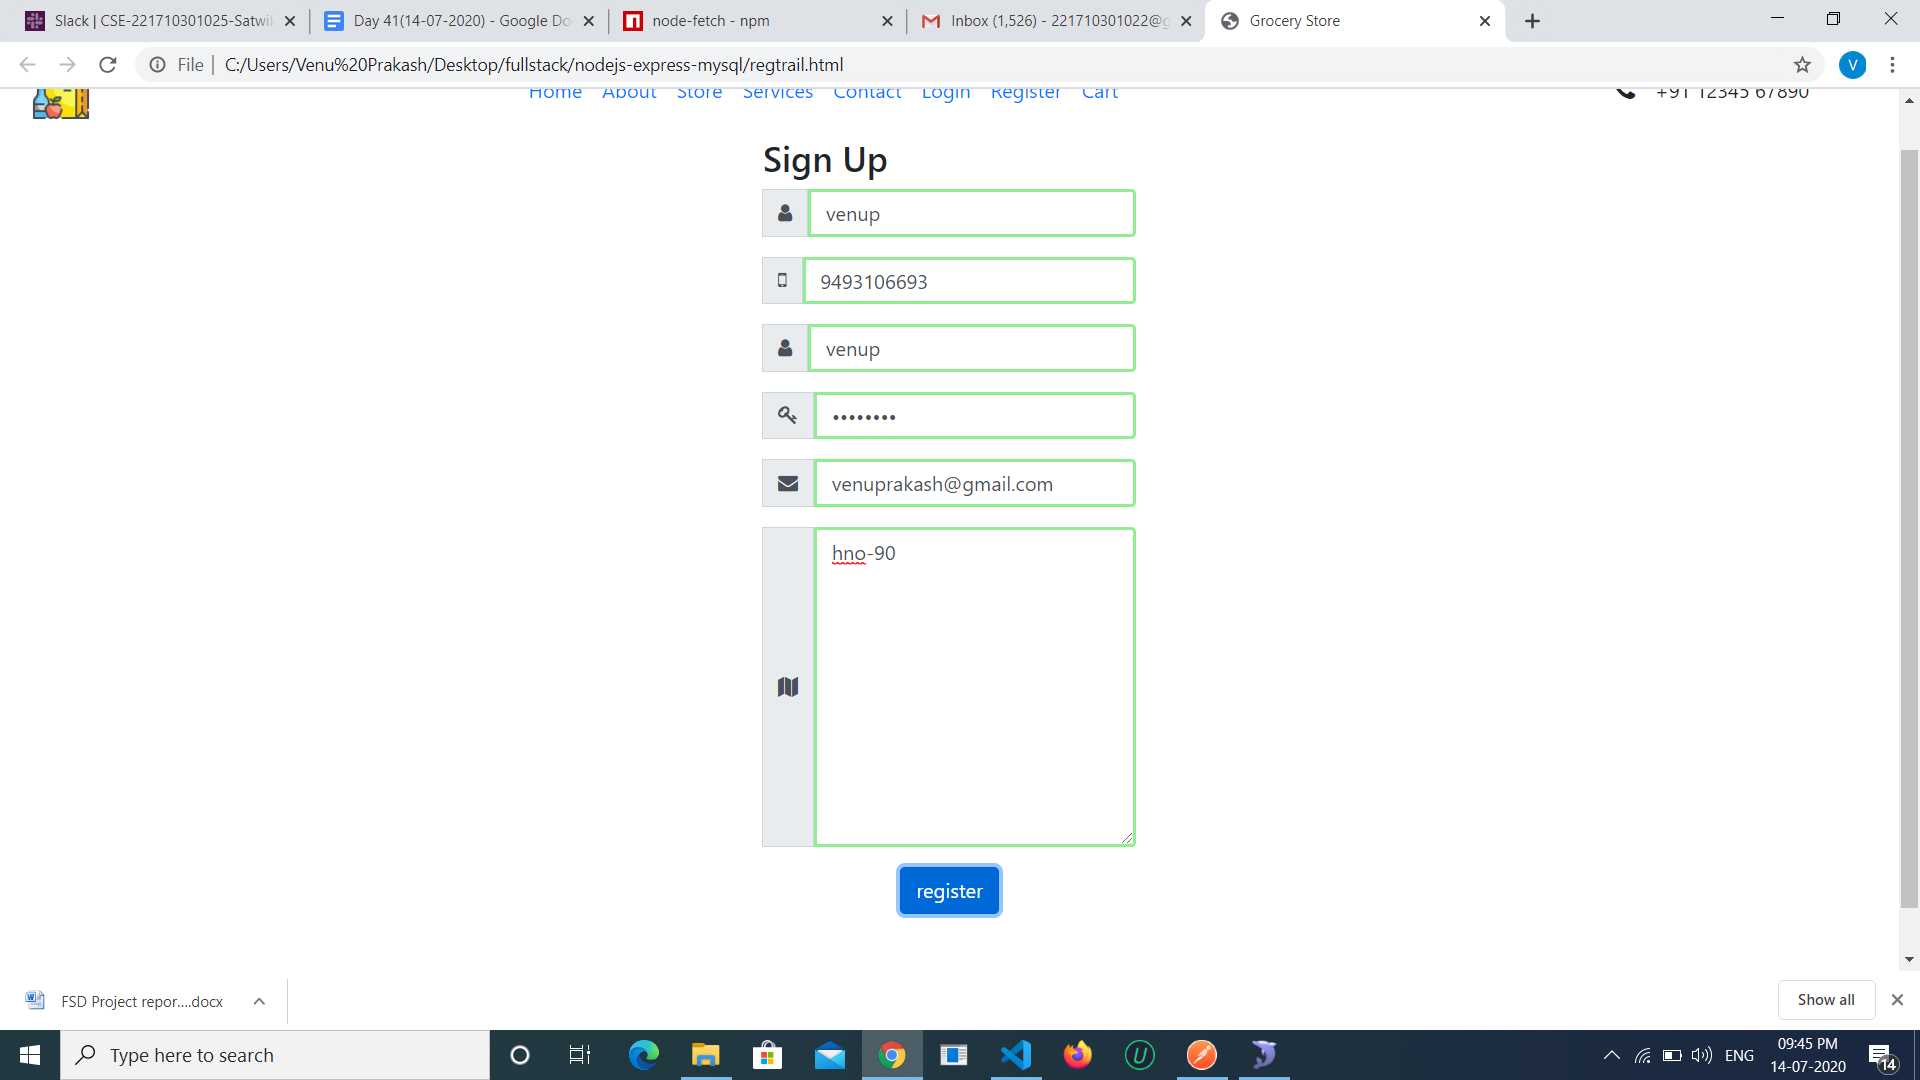 Slack | CSE-221710301025-Satwi
Day 41(14-07-2020) - Google Do
node-fetch - npm
Inbox (1,526) - 221710301022@g
Grocery Store
File
C:/Users/Venu%20Prakash/Desktop/fullstack/nodejs-express-mysql/regtrail.html
V
Home About Store Services Contact Login Register Cart
+91 12345 67890
Sign Up
venup
9493106693
venup
venuprakash@gmail.com
hno-90
register
FSD Project repor....docx
Show all
Type here to search
ENG
09:45 PM
14-07-2020
14